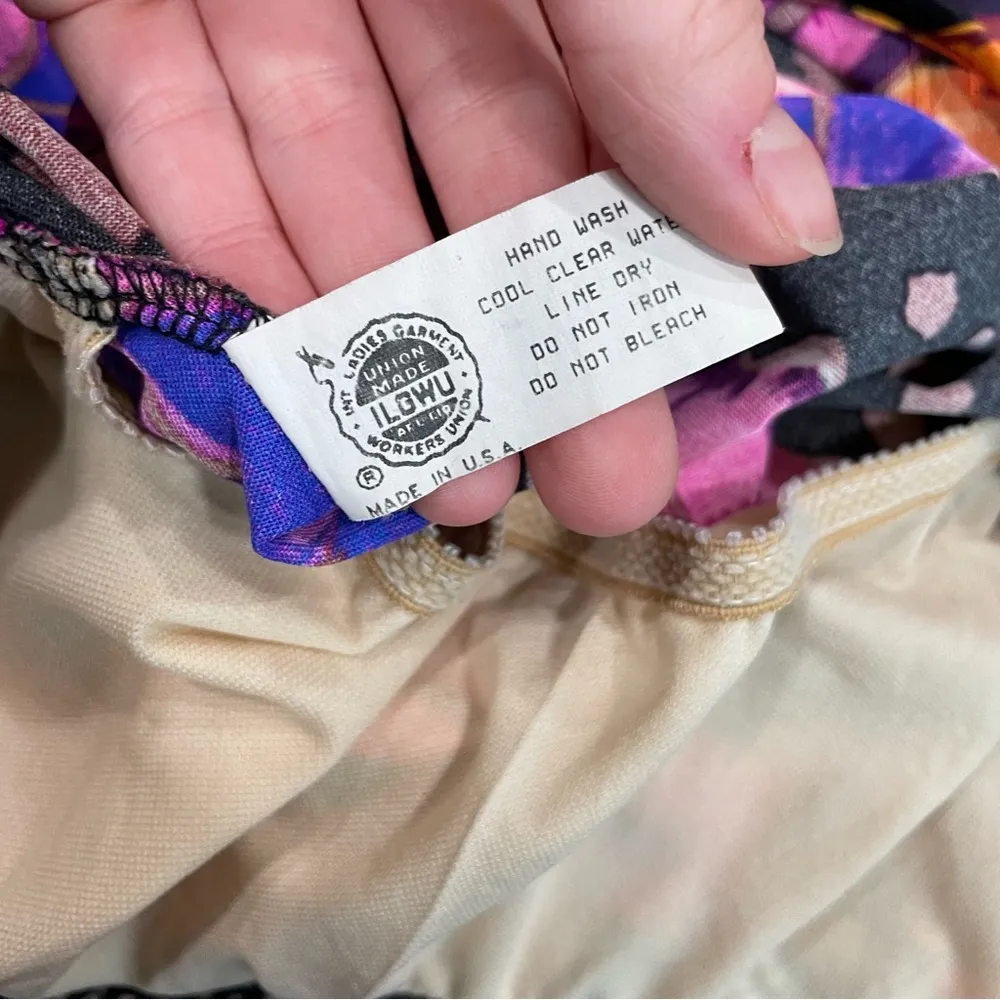 HAND WASH
COOL CLEAR WATE
LINE DRY
DO NOT IRON
DO NOT BLEACH
INT. LADIES GARMENT
UNION
MADE
ILGWU
AFL CIO
WORKERS UNION
®
MADE IN U.S.A.